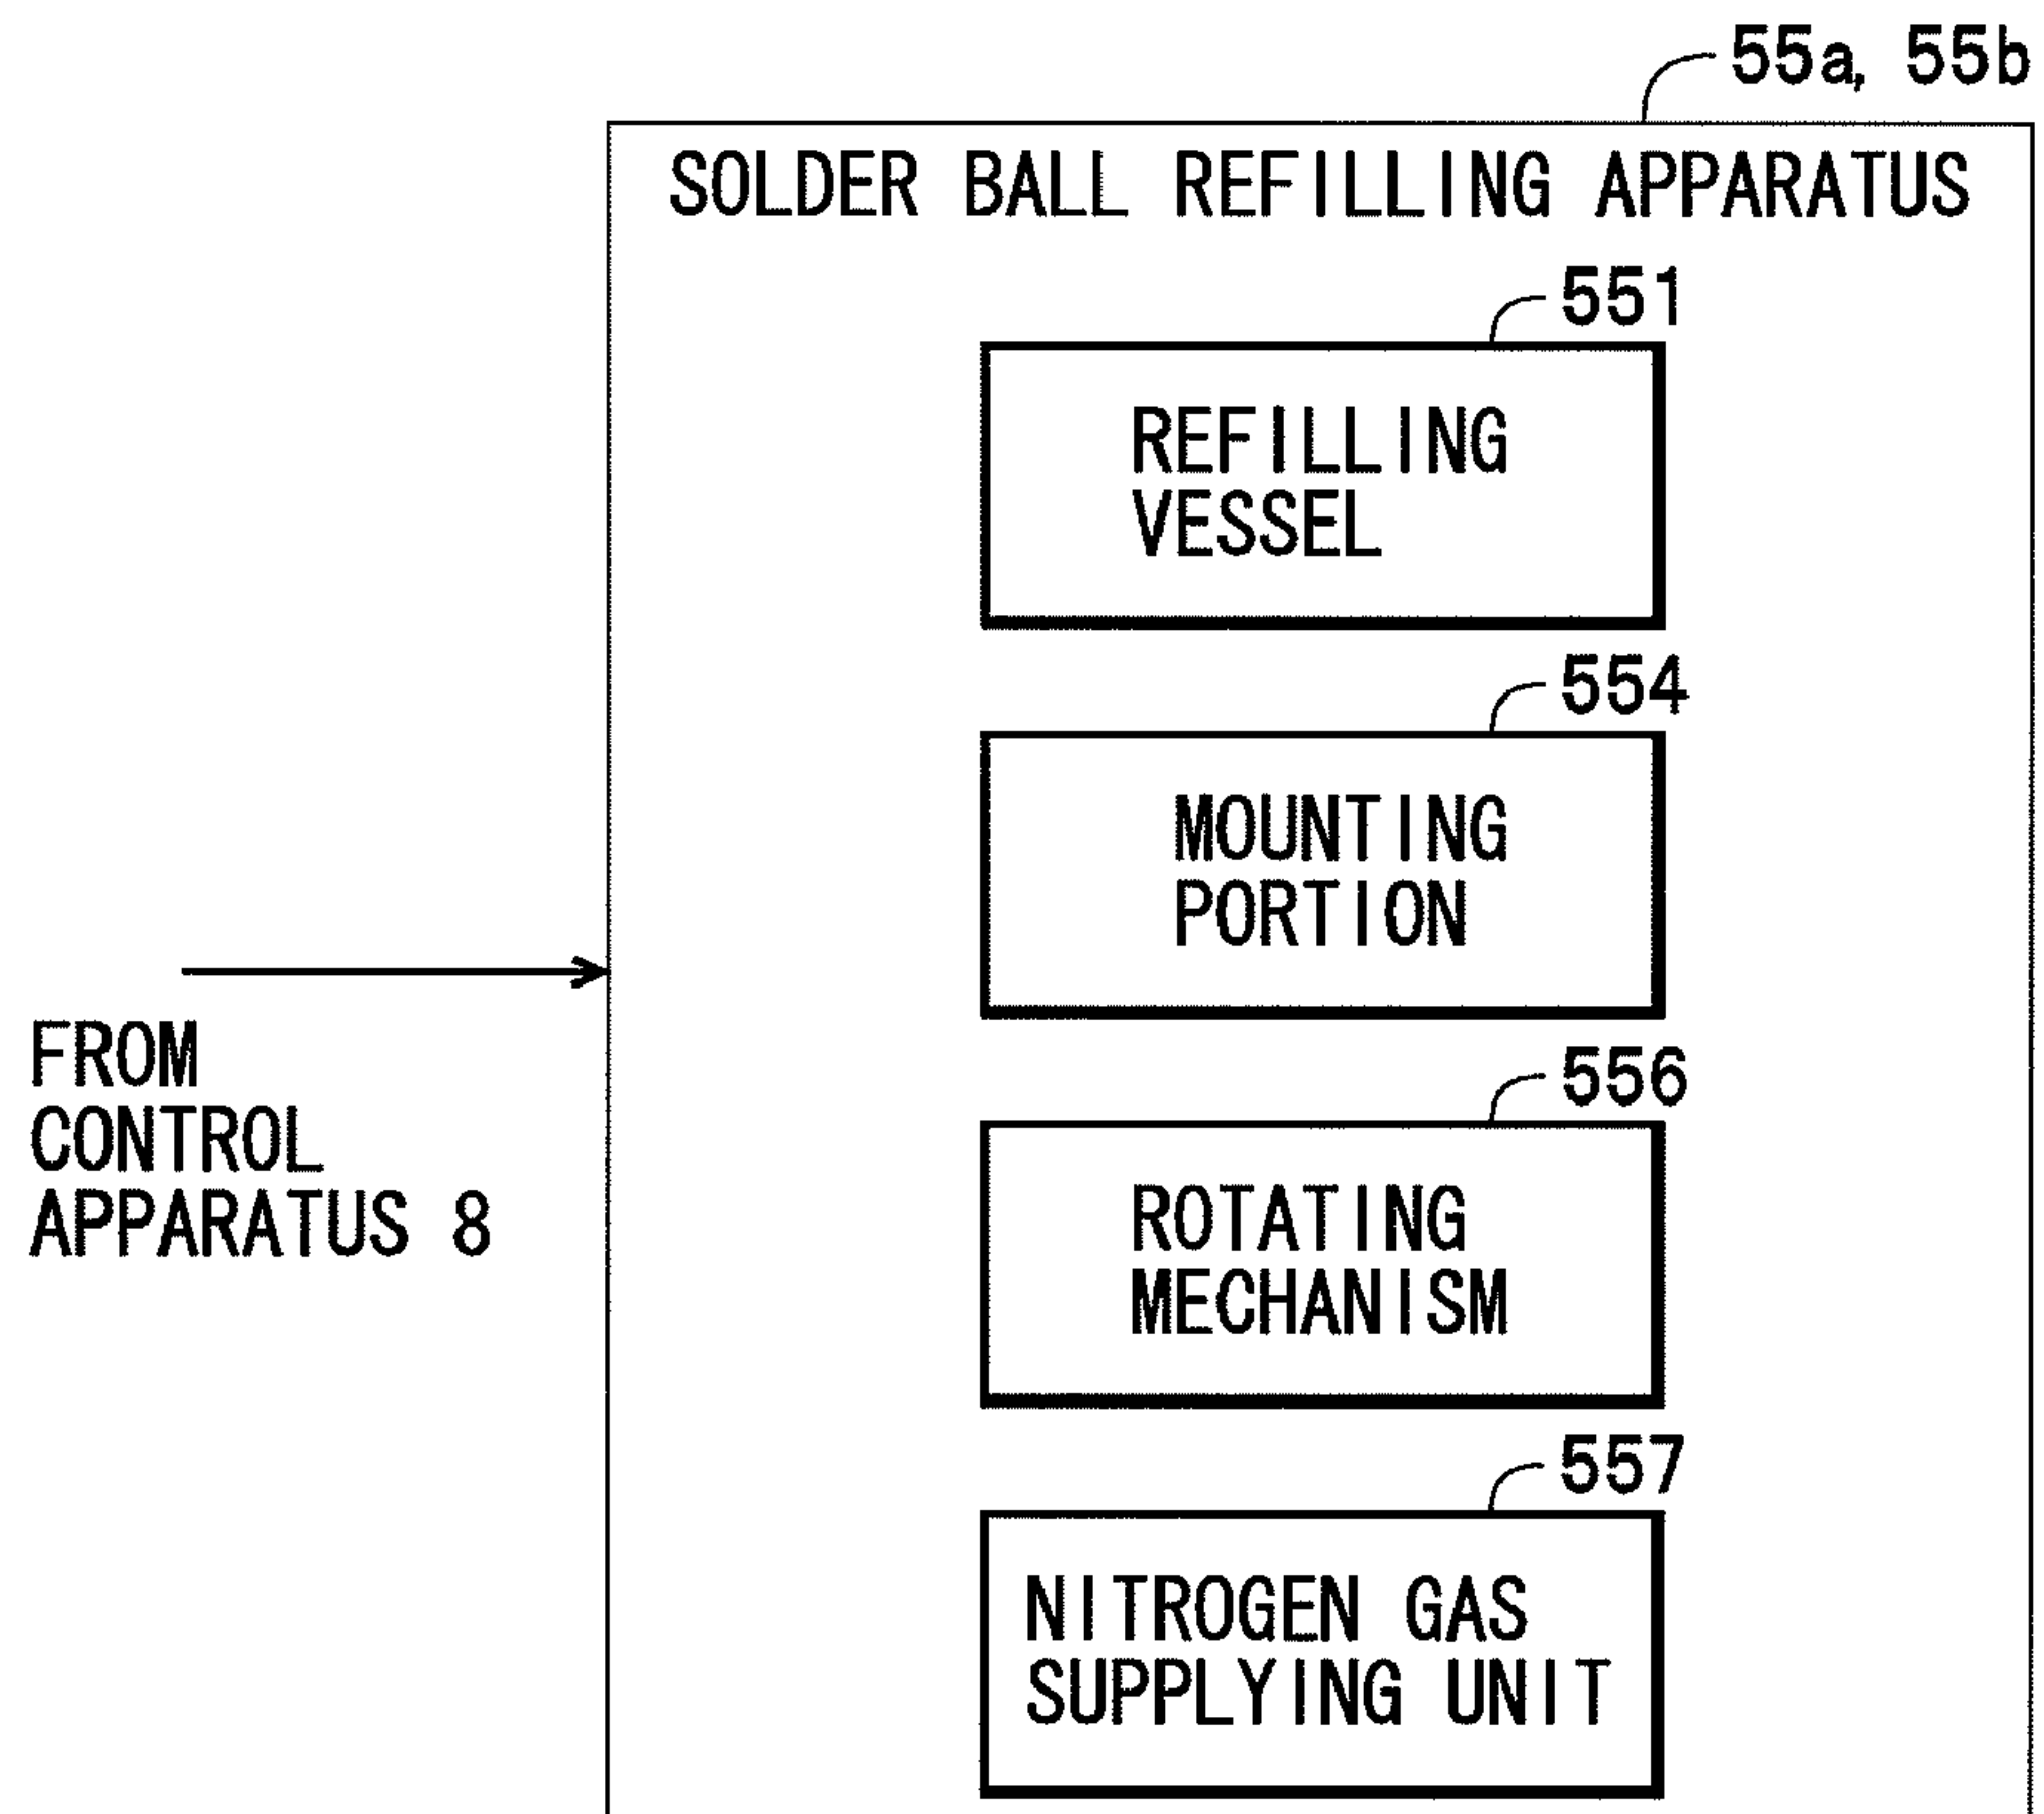 55a, 55b
SOLDER BALL REFILLING APPARATUS
551
REFILLING
VESSEL
554
MOUNTING
PORTION
FROM
CONTROL
APPARATUS 8
556
ROTATING
MECHANISM
557
NITROGEN GAS
SUPPLYING UNIT